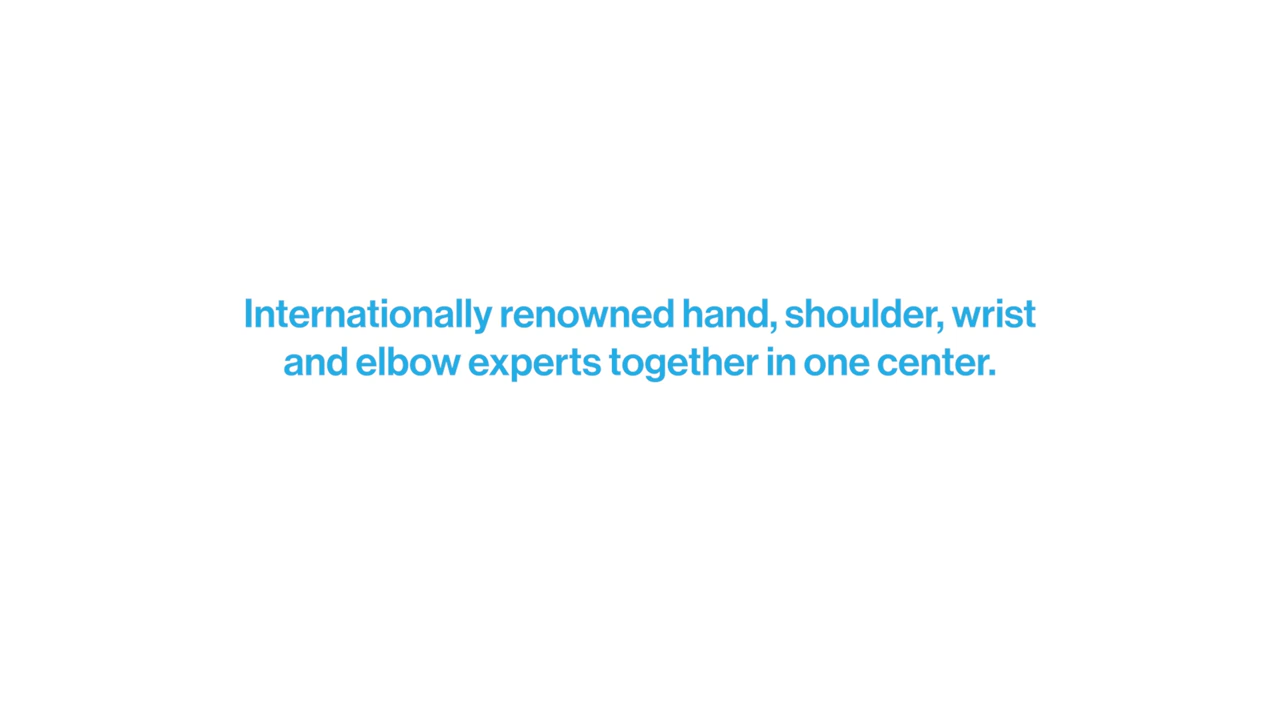 Internationally renowned hand, shoulder, wrist
and elbow experts together in one center.